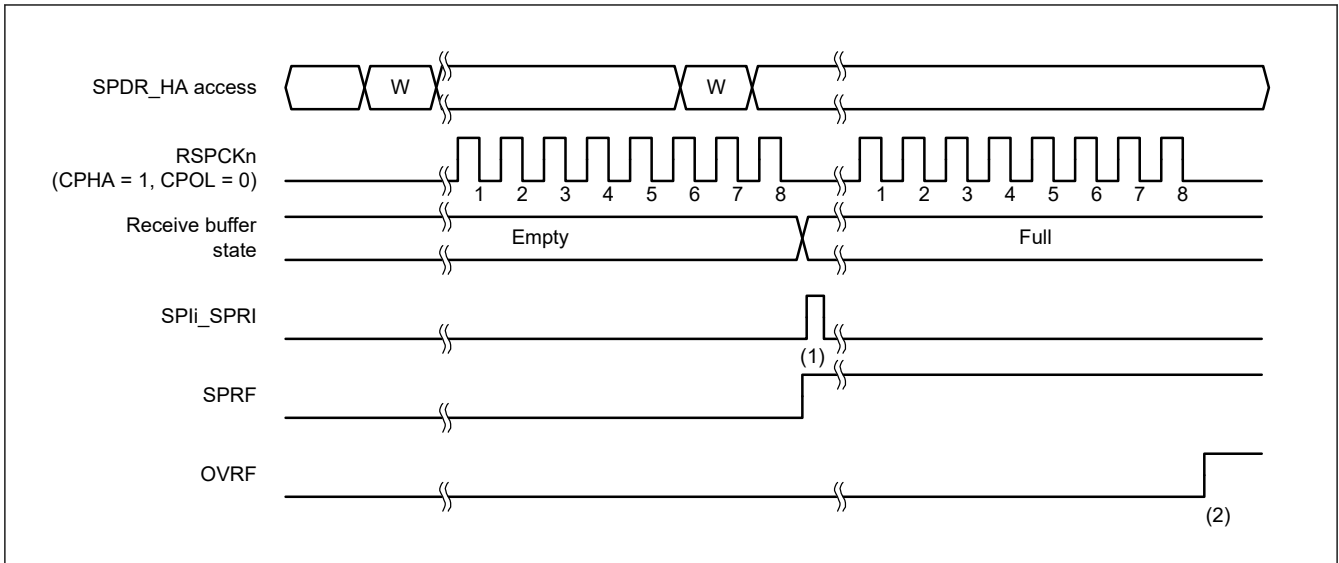 SPDR_HA access
W
W
RSPCKn
(CPHA = 1, CPOL = 0)
1 2 3 4 5 6 7 8 1 2 3 4 5 6 7 8
Receive buffer
state
Empty
Full
SPIi_SPRI
(1)
SPRF
OVRF
(2)